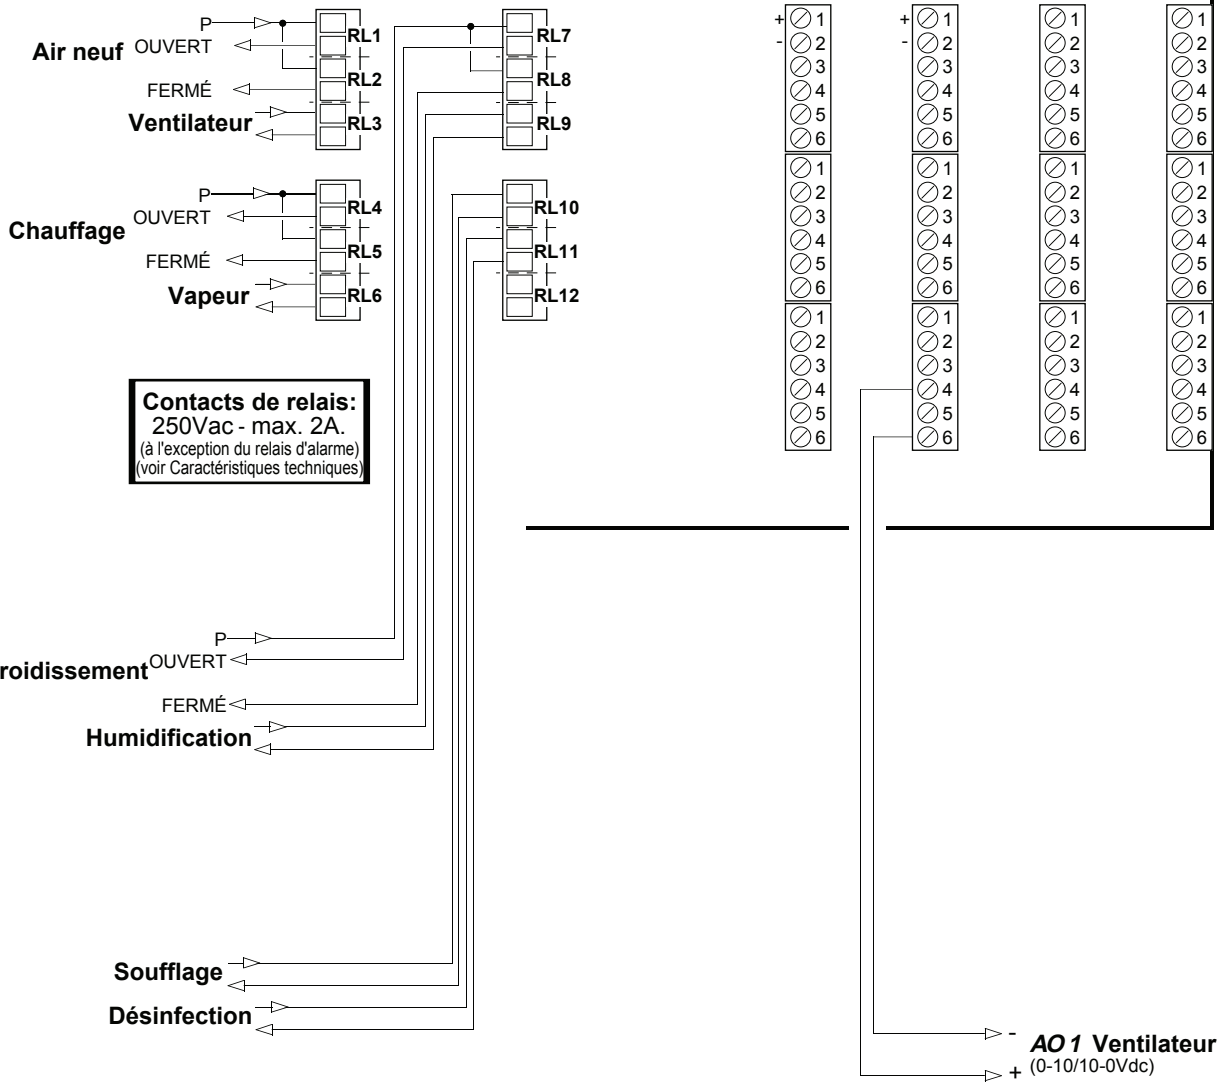 P
RL1
Air neuf OUVERT
RL2
FERMÉ
Ventilateur
RL3
RL7
RL8
RL9
P
RL4
OUVERT
Chauffage
RL5
FERMÉ
Vapeur
RL6
RL10
RL11
RL12
Contacts de relais:
250Vac - max. 2A.
(à l'exception du relais d'alarme)
(voir Caractéristiques techniques)
P
roidissement OUVERT
FERMÉ
Humidification
Soufflage
Désinfection
+ 1
- 2
3
4
5
6
1
2
3
4
5
6
1
2
3
4
5
6
+ 1
- 2
3
4
5
6
1
2
3
4
5
6
1
2
3
4
5
6
1
2
3
4
5
6
1
2
3
4
5
6
1
2
3
4
5
6
1
2
3
4
5
6
1
2
3
4
5
6
1
2
3
4
5
6
-
AO 1 Ventilateur
+ (0-10/10-0Vdc)